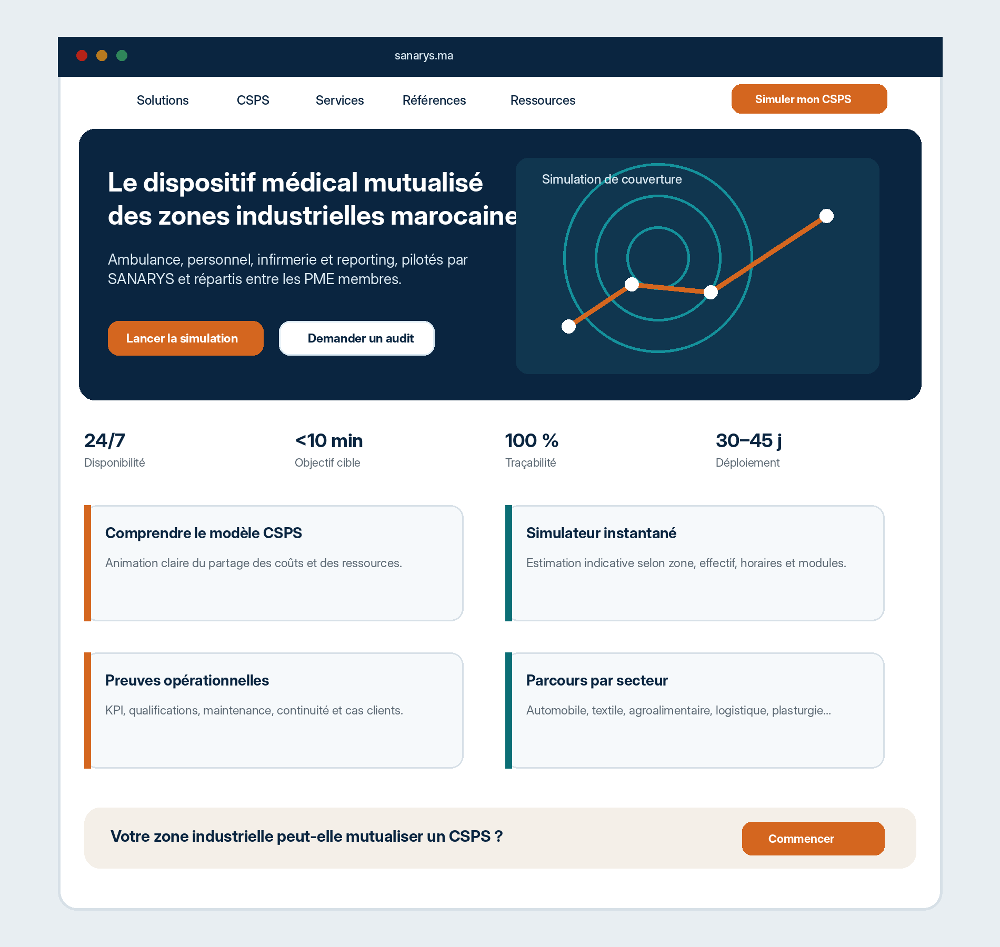 sanarys.ma
Solutions CSPS Services Références Ressources Simuler mon CSPS
Le dispositif médical mutualisé
des zones industrielles marocaine
Simulation de couverture
Ambulance, personnel, infirmerie et reporting, pilotés par
SANARYS et répartis entre les PME membres.
Lancer la simulation Demander un audit
24/7 <10 min 100 % 30–45 j
Disponibilité Objectif cible Traçabilité Déploiement
Comprendre le modèle CSPS
Animation claire du partage des coûts et des ressources.
Simulateur instantané
Estimation indicative selon zone, effectif, horaires et modules.
Preuves opérationnelles
KPI, qualifications, maintenance, continuité et cas clients.
Parcours par secteur
Automobile, textile, agroalimentaire, logistique, plasturgie...
Votre zone industrielle peut-elle mutualiser un CSPS ? Commencer